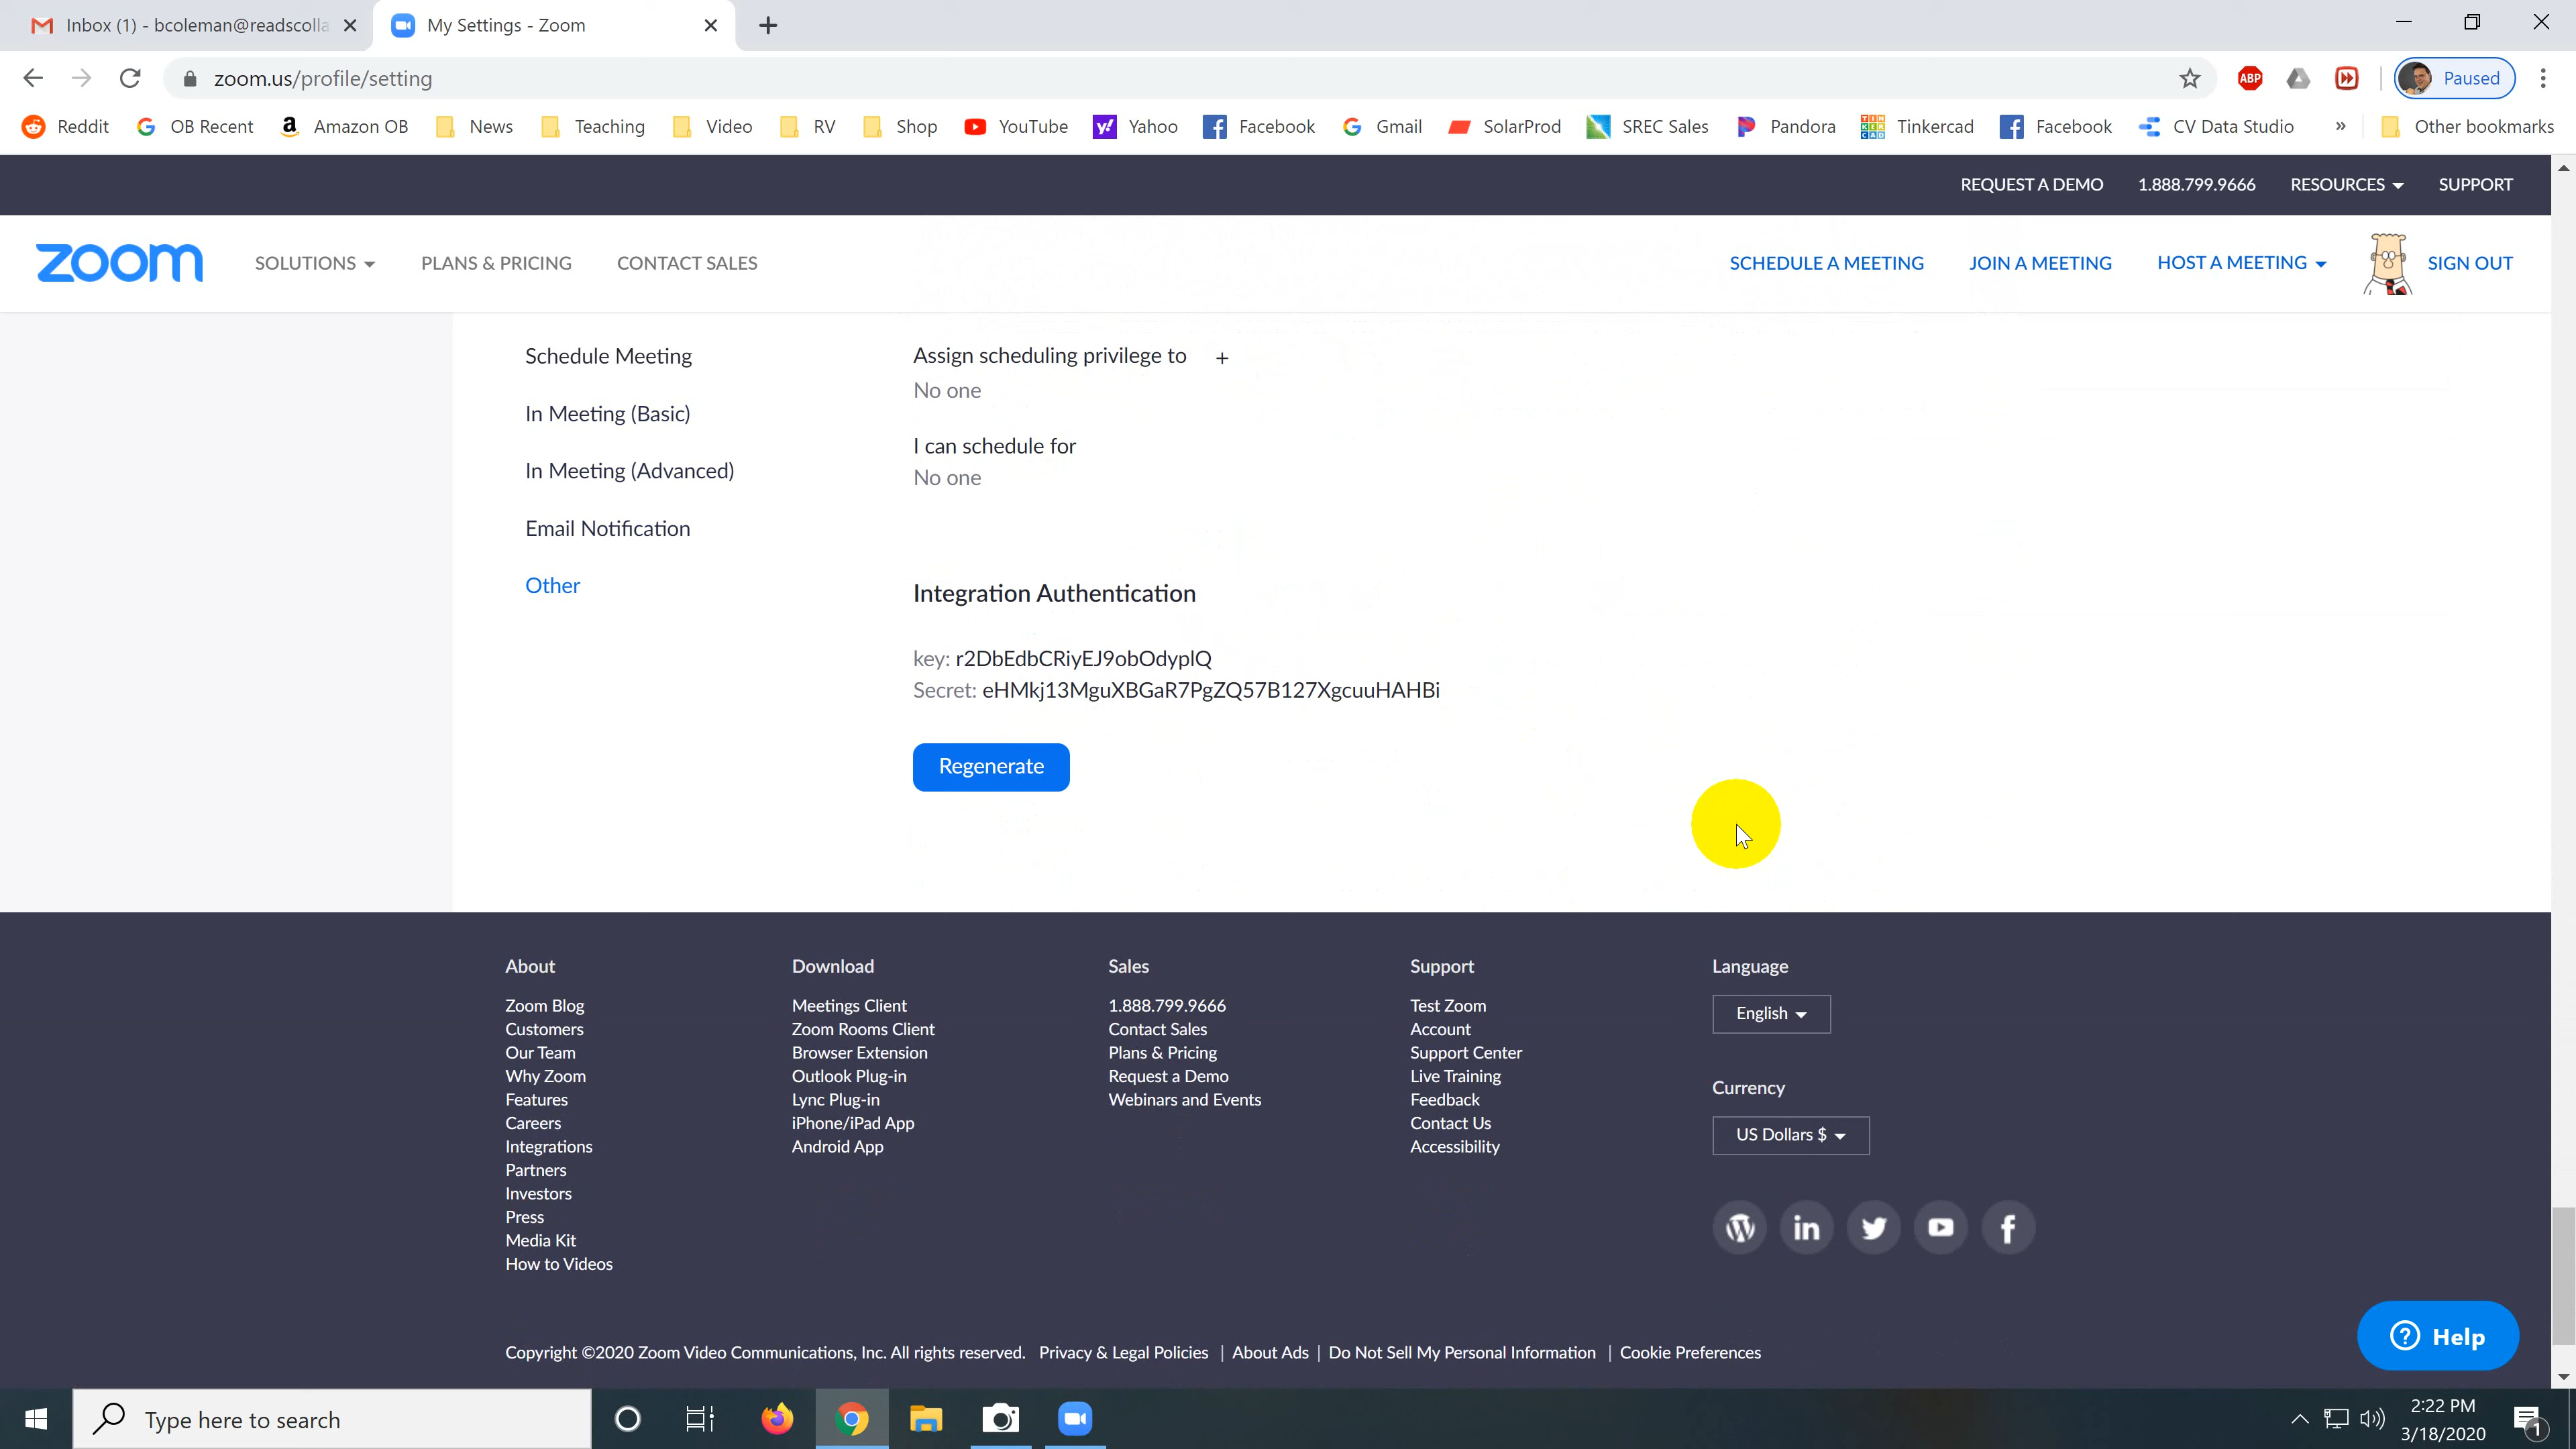 Inbox (1) - bcoleman@readscolla
My Settings - Zoom
zoom.us/profile/setting
ABP
Paused
Reddit
OB Recent
Amazon OB
News
Teaching
Video
RV
Shop
YouTube
Yahoo
Facebook
Gmail
SolarProd
SREC Sales
Pandora
Tinkercad
Facebook
CV Data Studio
»
Other bookmarks
REQUEST A DEMO
1.888.799.9666
RESOURCES
SUPPORT
zoom
SOLUTIONS
PLANS & PRICING
CONTACT SALES
SCHEDULE A MEETING
JOIN A MEETING
HOST A MEETING
SIGN OUT
Schedule Meeting
In Meeting (Basic)
In Meeting (Advanced)
Email Notification
Other
Assign scheduling privilege to +
No one
I can schedule for
No one
Integration Authentication
key: r2DbEdbCRiyEJ9obOdyplQ
Secret: eHMkj13MguXBGaR7PgZQ57B127XgcuuHAHBi
Regenerate
About
Zoom Blog
Customers
Our Team
Why Zoom
Features
Careers
Integrations
Partners
Investors
Press
Media Kit
How to Videos
Download
Meetings Client
Zoom Rooms Client
Browser Extension
Outlook Plug-in
Lync Plug-in
iPhone/iPad App
Android App
Sales
1.888.799.9666
Contact Sales
Plans & Pricing
Request a Demo
Webinars and Events
Support
Test Zoom
Account
Support Center
Live Training
Feedback
Contact Us
Accessibility
Language
English
Currency
US Dollars $
Copyright ©2020 Zoom Video Communications, Inc. All rights reserved. Privacy & Legal Policies | About Ads | Do Not Sell My Personal Information | Cookie Preferences
Help
Type here to search
2:22 PM
3/18/2020
1